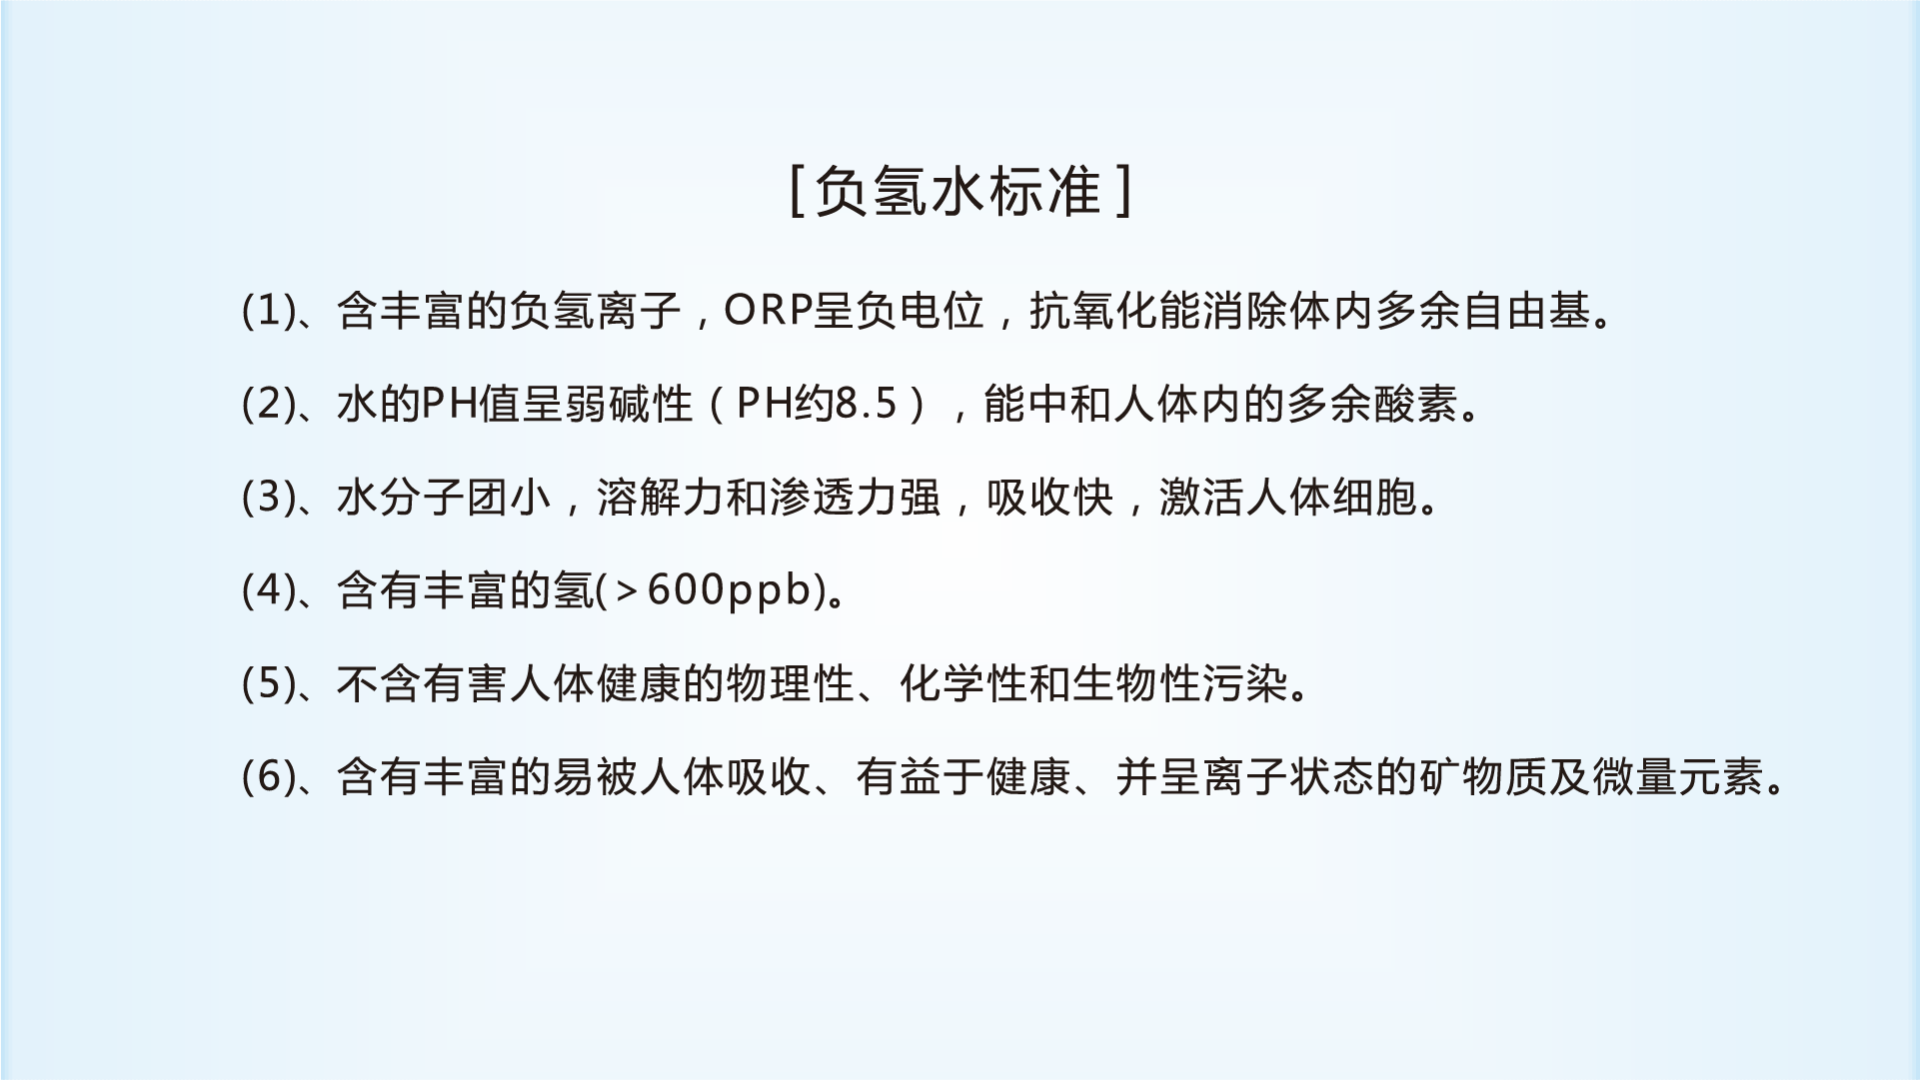 [负氢水标准]
(1)、含丰富的负氢离子，ORP呈负电位，抗氧化能消除体内多余自由基。
(2)、水的PH值呈弱碱性（PH约8.5），能中和人体内的多余酸素。
(3)、水分子团小，溶解力和渗透力强，吸收快，激活人体细胞。
(4)、含有丰富的氢(>600ppb)。
(5)、不含有害人体健康的物理性、化学性和生物性污染。
(6)、含有丰富的易被人体吸收、有益于健康、并呈离子状态的矿物质及微量元素。